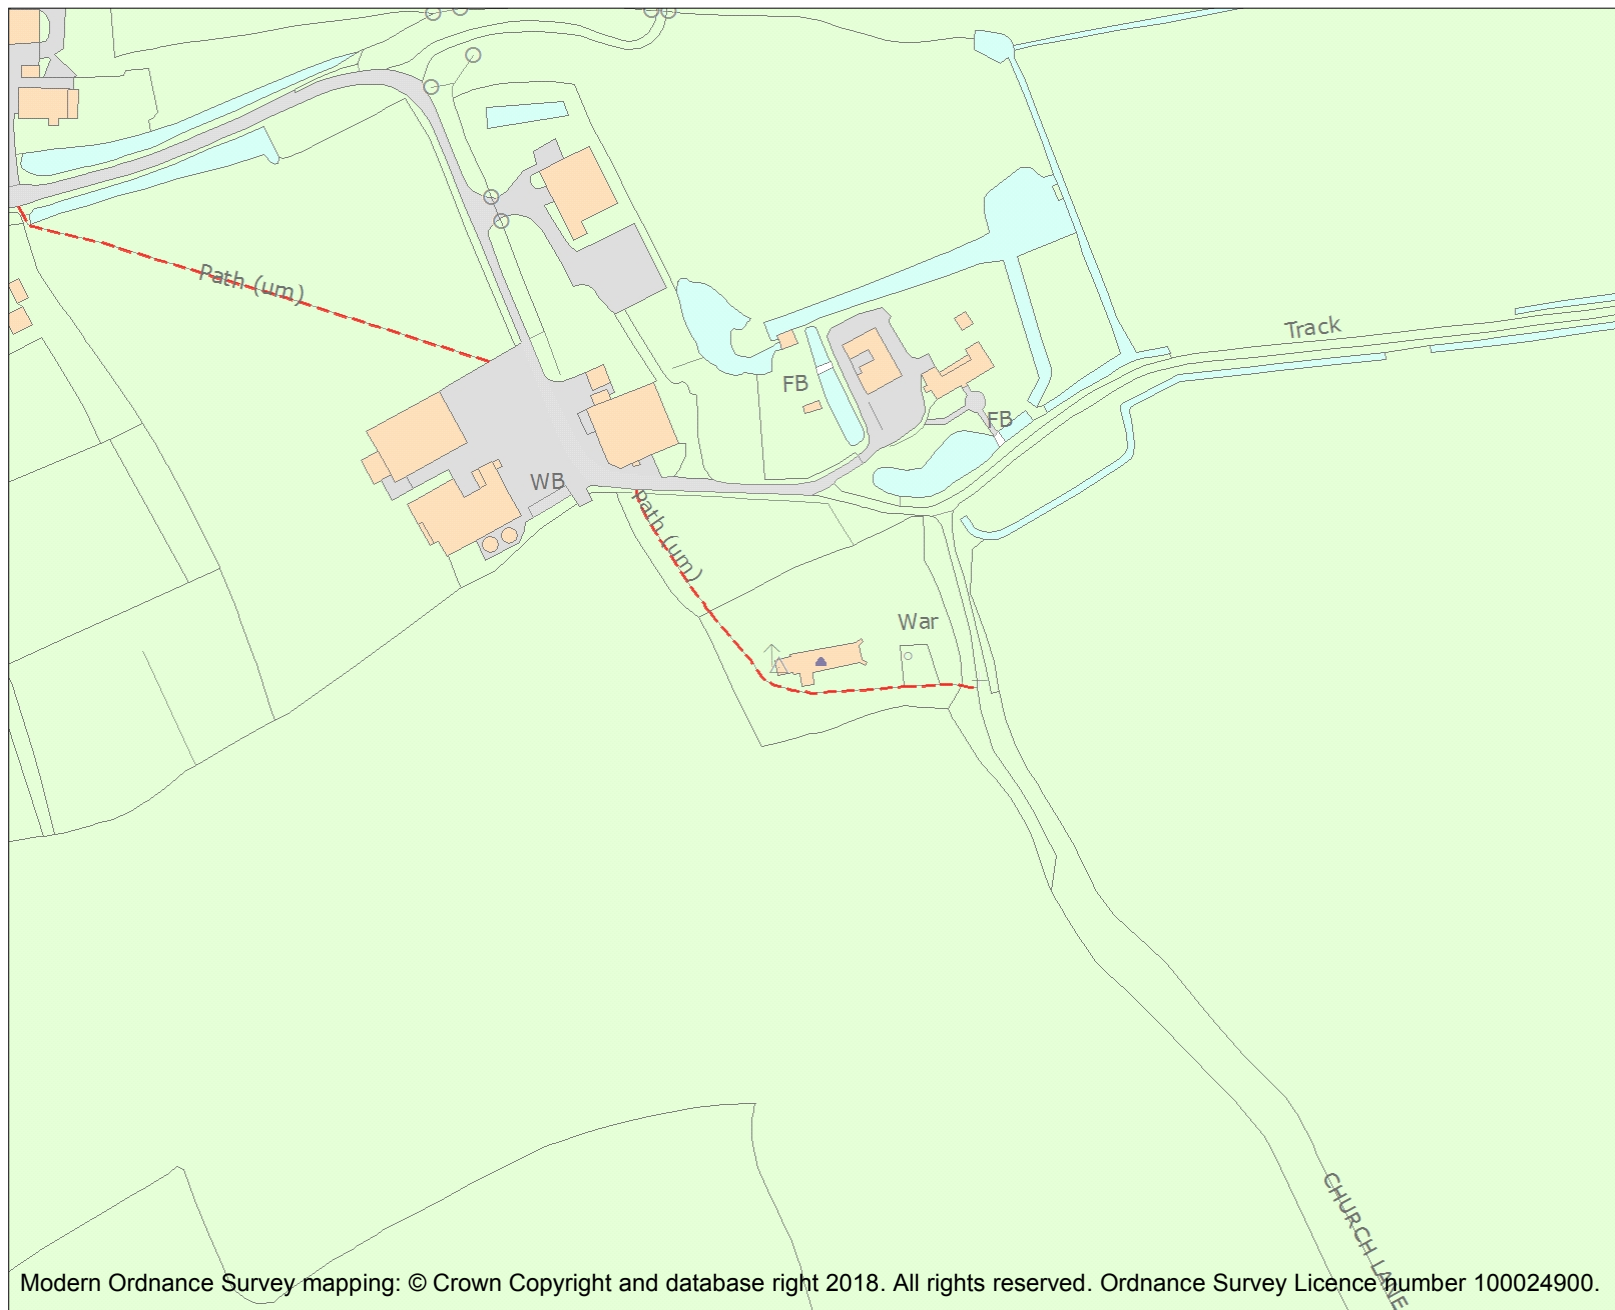 Path (um)
Track
FB
FB
WB
Path (um)
War
CHURCH LANE
Modern Ordnance Survey mapping: © Crown Copyright and database right 2018. All rights reserved. Ordnance Survey Licence number 100024900.